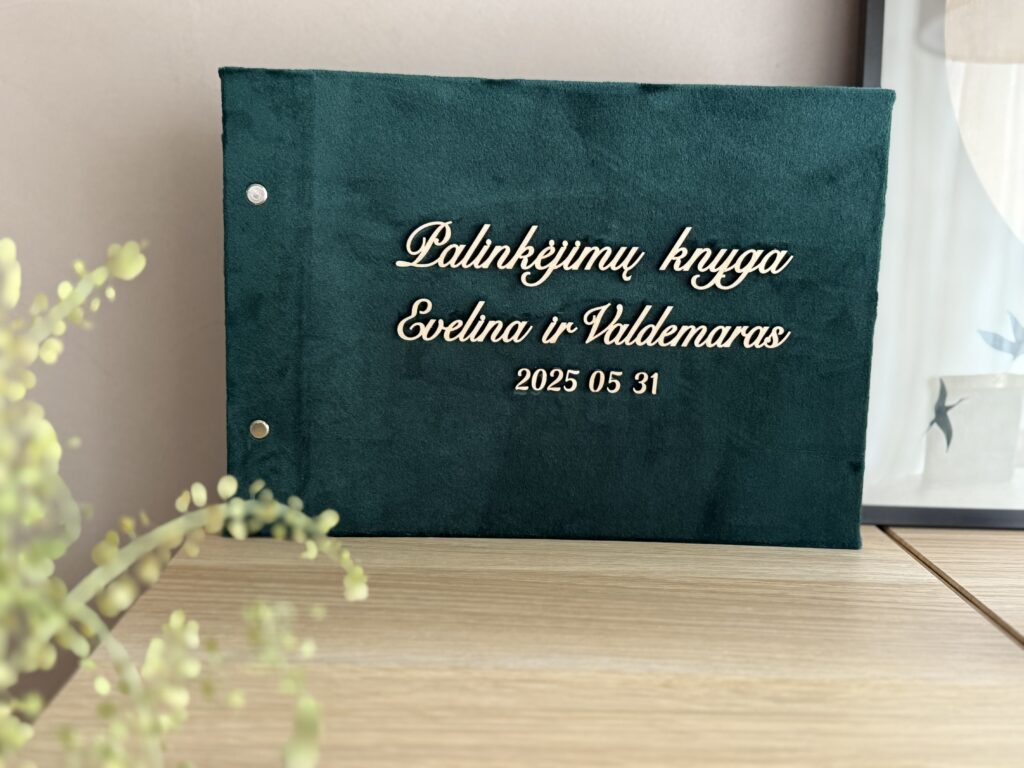 Palinkėjimų knyga
Evelina ir Valdemaras
2025 05 31